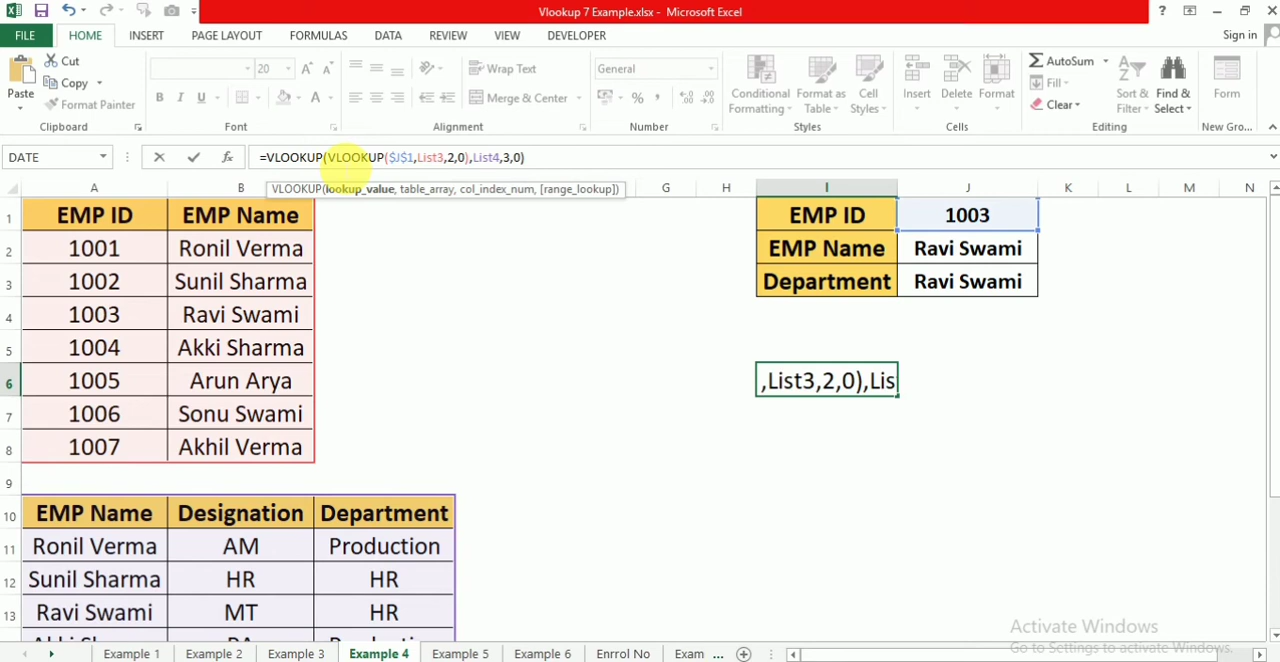 Vlookup 7 Example.xlsx - Microsoft Excel
?
FILE HOME INSERT PAGE LAYOUT FORMULAS DATA REVIEW VIEW DEVELOPER Sign in
Paste Cut Copy Format Painter
20 A A B I U A
Wrap Text Merge & Center
General % ,
Conditional Formatting Format as Table Cell Styles
Insert Delete Format
AutoSum Fill Clear Sort & Filter Find & Select
Form
Clipboard Font Alignment Number Styles Cells Editing New Gro...
DATE fx =VLOOKUP(VLOOKUP($J$1,List3,2,0),List4,3,0)
VLOOKUP(lookup_value, table_array, col_index_num, [range_lookup])
A B G H I J K L M N
1 EMP ID EMP Name EMP ID 1003
2 1001 Ronil Verma EMP Name Ravi Swami
3 1002 Sunil Sharma Department Ravi Swami
4 1003 Ravi Swami
5 1004 Akki Sharma
6 1005 Arun Arya ,List3,2,0),Lis
7 1006 Sonu Swami
8 1007 Akhil Verma
9
10 EMP Name Designation Department
11 Ronil Verma AM Production
12 Sunil Sharma HR HR
13 Ravi Swami MT HR
Activate Windows
Go to Settings to activate Windows.
Example 1 Example 2 Example 3 Example 4 Example 5 Example 6 Enrrol No Exam ...